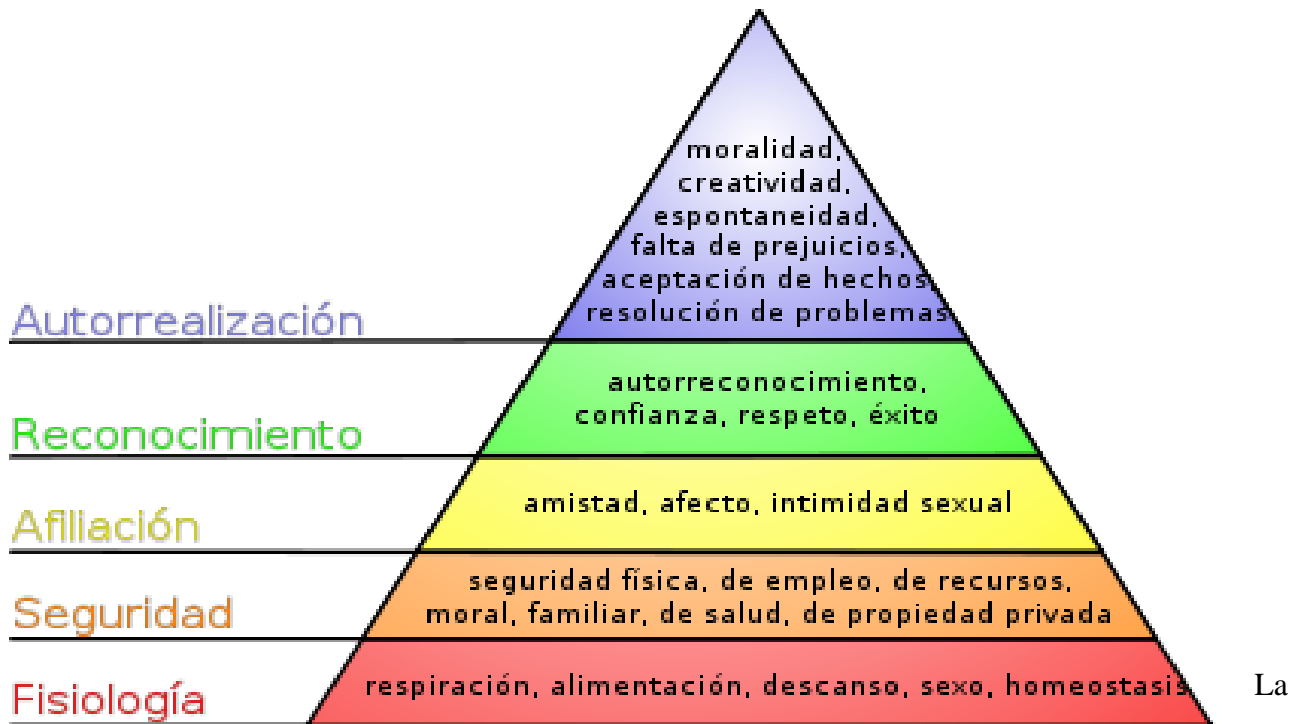 moralidad,
creatividad,
espontaneidad,
falta de prejuicios,
aceptación de hechos,
resolución de problemas
Autorrealización
autorreconocimiento,
confianza, respeto, éxito
Reconocimiento
amistad, afecto, intimidad sexual
Afiliación
seguridad física, de empleo, de recursos,
moral, familiar, de salud, de propiedad privada
Seguridad
respiración, alimentación, descanso, sexo, homeostasis
Fisiología
La